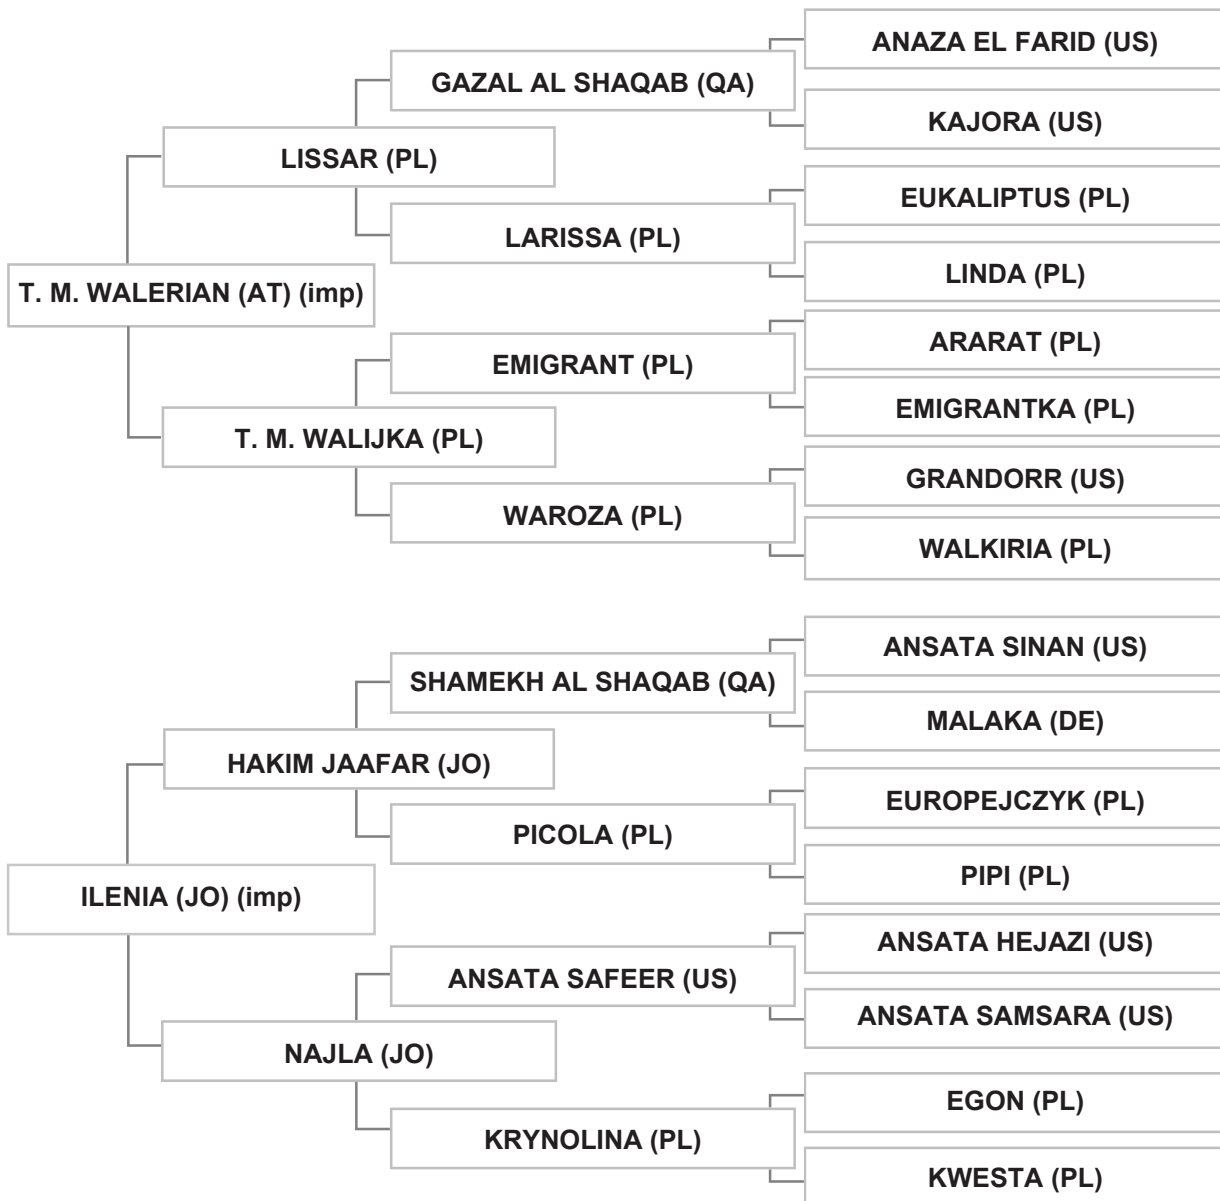 ANAZA EL FARID (US)
GAZAL AL SHAQAB (QA)
KAJORA (US)
LISSAR (PL)
EUKALIPTUS (PL)
LARISSA (PL)
LINDA (PL)
T. M. WALERIAN (AT) (imp)
ARARAT (PL)
EMIGRANT (PL)
EMIGRANTKA (PL)
T. M. WALIJKA (PL)
GRANDORR (US)
WAROZA (PL)
WALKIRIA (PL)
ANSATA SINAN (US)
SHAMEKH AL SHAQAB (QA)
MALAKA (DE)
HAKIM JAAFAR (JO)
EUROPEJCZYK (PL)
PICOLA (PL)
PIPI (PL)
ILENIA (JO) (imp)
ANSATA HEJAZI (US)
ANSATA SAFEER (US)
ANSATA SAMSARA (US)
NAJLA (JO)
EGON (PL)
KRYNOLINA (PL)
KWESTA (PL)